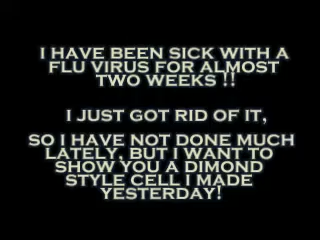 I HAVE BEEN SICK WITH A
FLU VIRUS FOR ALMOST
TWO WEEKS !!
I JUST GOT RID OF IT,
SO I HAVE NOT DONE MUCH
LATELY, BUT I WANT TO
SHOW YOU A DIMOND
STYLE CELL I MADE
YESTERDAY!